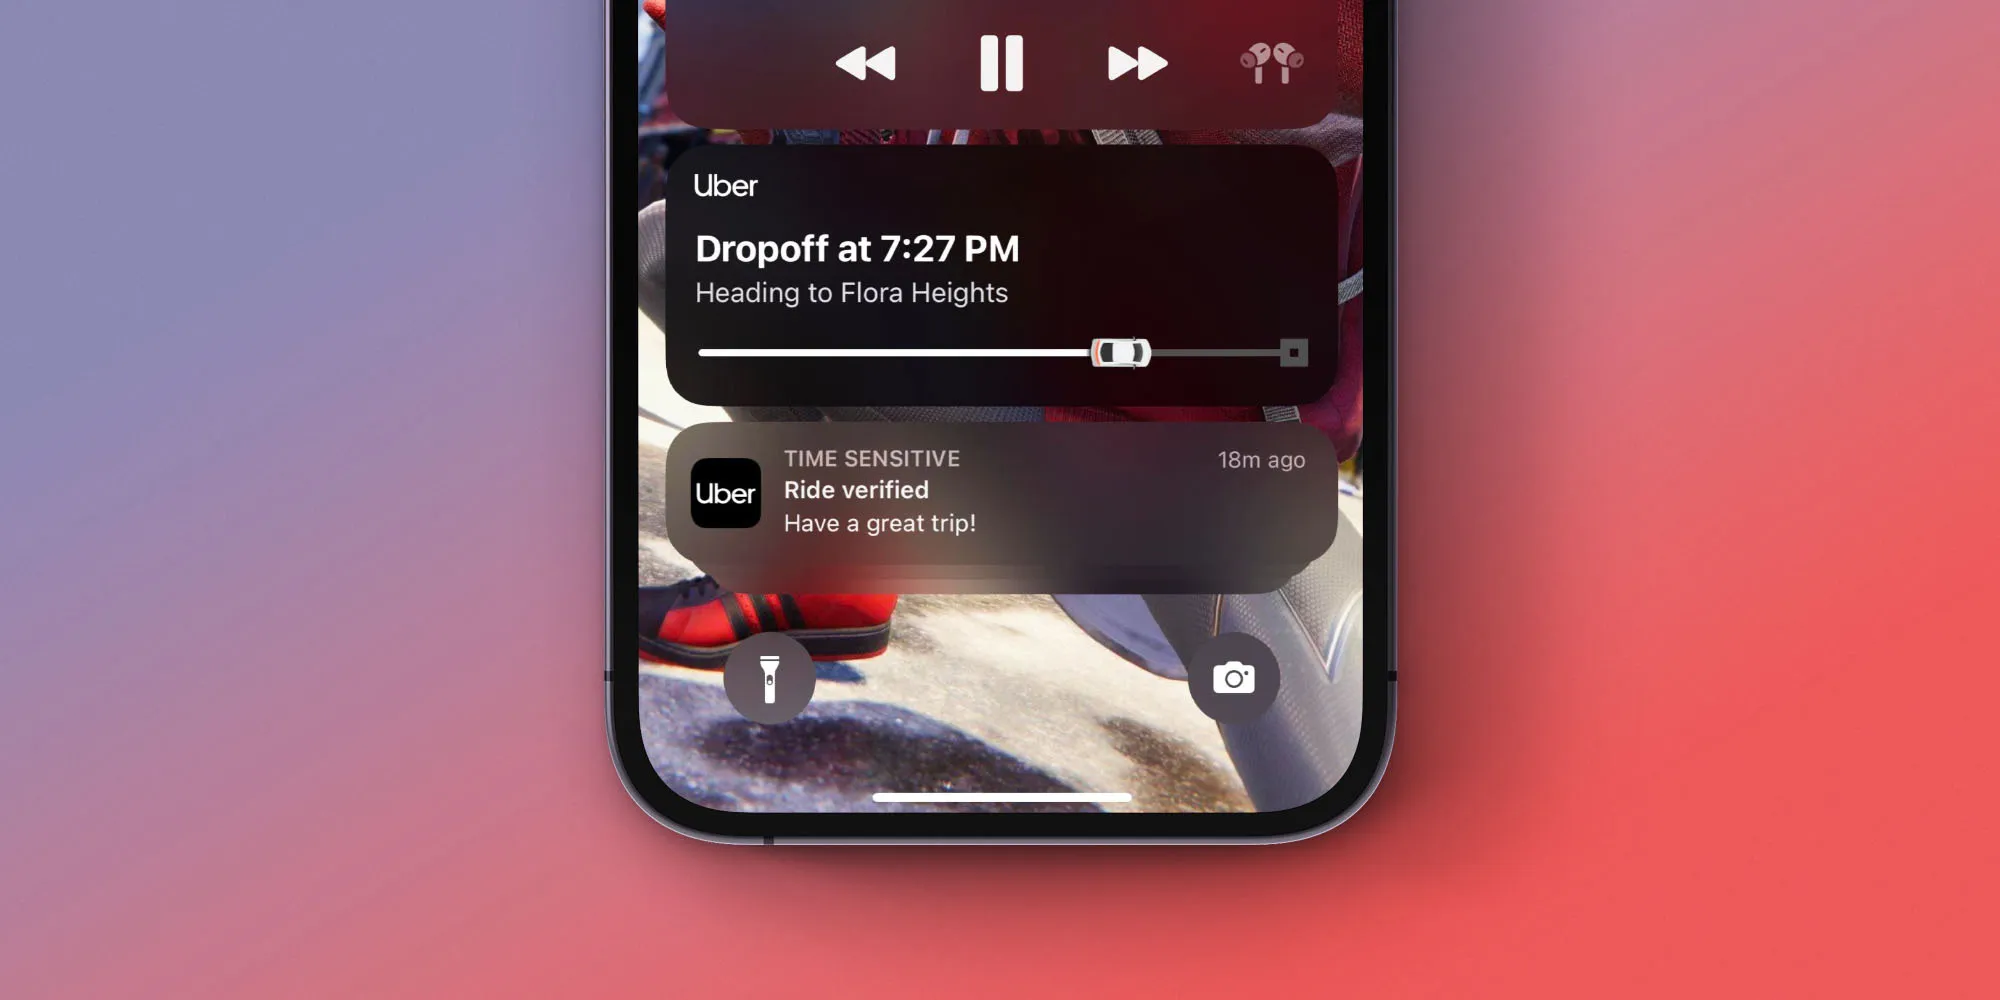 Uber
Dropoff at 7:27 PM
Heading to Flora Heights
TIME SENSITIVE
18m ago
Uber
Ride verified
Have a great trip!